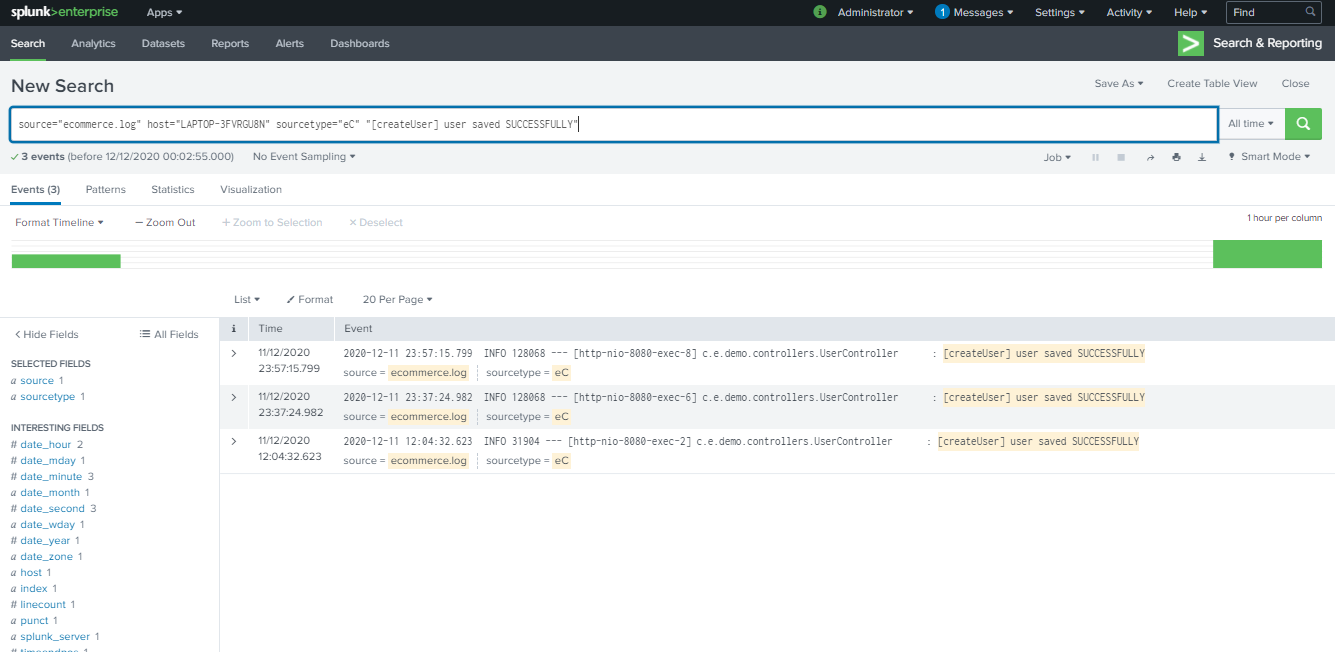 splunk>enterprise Apps ▾ i Administrator ▾ 1 Messages ▾ Settings ▾ Activity ▾ Help ▾ Find
Search Analytics Datasets Reports Alerts Dashboards > Search & Reporting
New Search Save As ▾ Create Table View Close
source="ecommerce.log" host="LAPTOP-3FVRGU8N" sourcetype="eC" "[createUser] user saved SUCCESSFULLY" All time ▾
✓ 3 events (before 12/12/2020 00:02:55.000) No Event Sampling ▾ Job ▾ Smart Mode ▾
Events (3) Patterns Statistics Visualization
Format Timeline ▾ — Zoom Out + Zoom to Selection × Deselect 1 hour per column
List ▾ Format 20 Per Page ▾
< Hide Fields All Fields
SELECTED FIELDS
a source 1
a sourcetype 1
INTERESTING FIELDS
# date_hour 2
# date_mday 1
# date_minute 3
a date_month 1
# date_second 3
a date_wday 1
# date_year 1
a date_zone 1
a host 1
a index 1
# linecount 1
a punct 1
a splunk_server 1
# timeendpos 1
i Time Event
> 11/12/2020 23:57:15.799 2020-12-11 23:57:15.799 INFO 128068 --- [http-nio-8080-exec-8] c.e.demo.controllers.UserController : [createUser] user saved SUCCESSFULLY
source = ecommerce.log sourcetype = eC
> 11/12/2020 23:37:24.982 2020-12-11 23:37:24.982 INFO 128068 --- [http-nio-8080-exec-6] c.e.demo.controllers.UserController : [createUser] user saved SUCCESSFULLY
source = ecommerce.log sourcetype = eC
> 11/12/2020 12:04:32.623 2020-12-11 12:04:32.623 INFO 31904 --- [http-nio-8080-exec-2] c.e.demo.controllers.UserController : [createUser] user saved SUCCESSFULLY
source = ecommerce.log sourcetype = eC